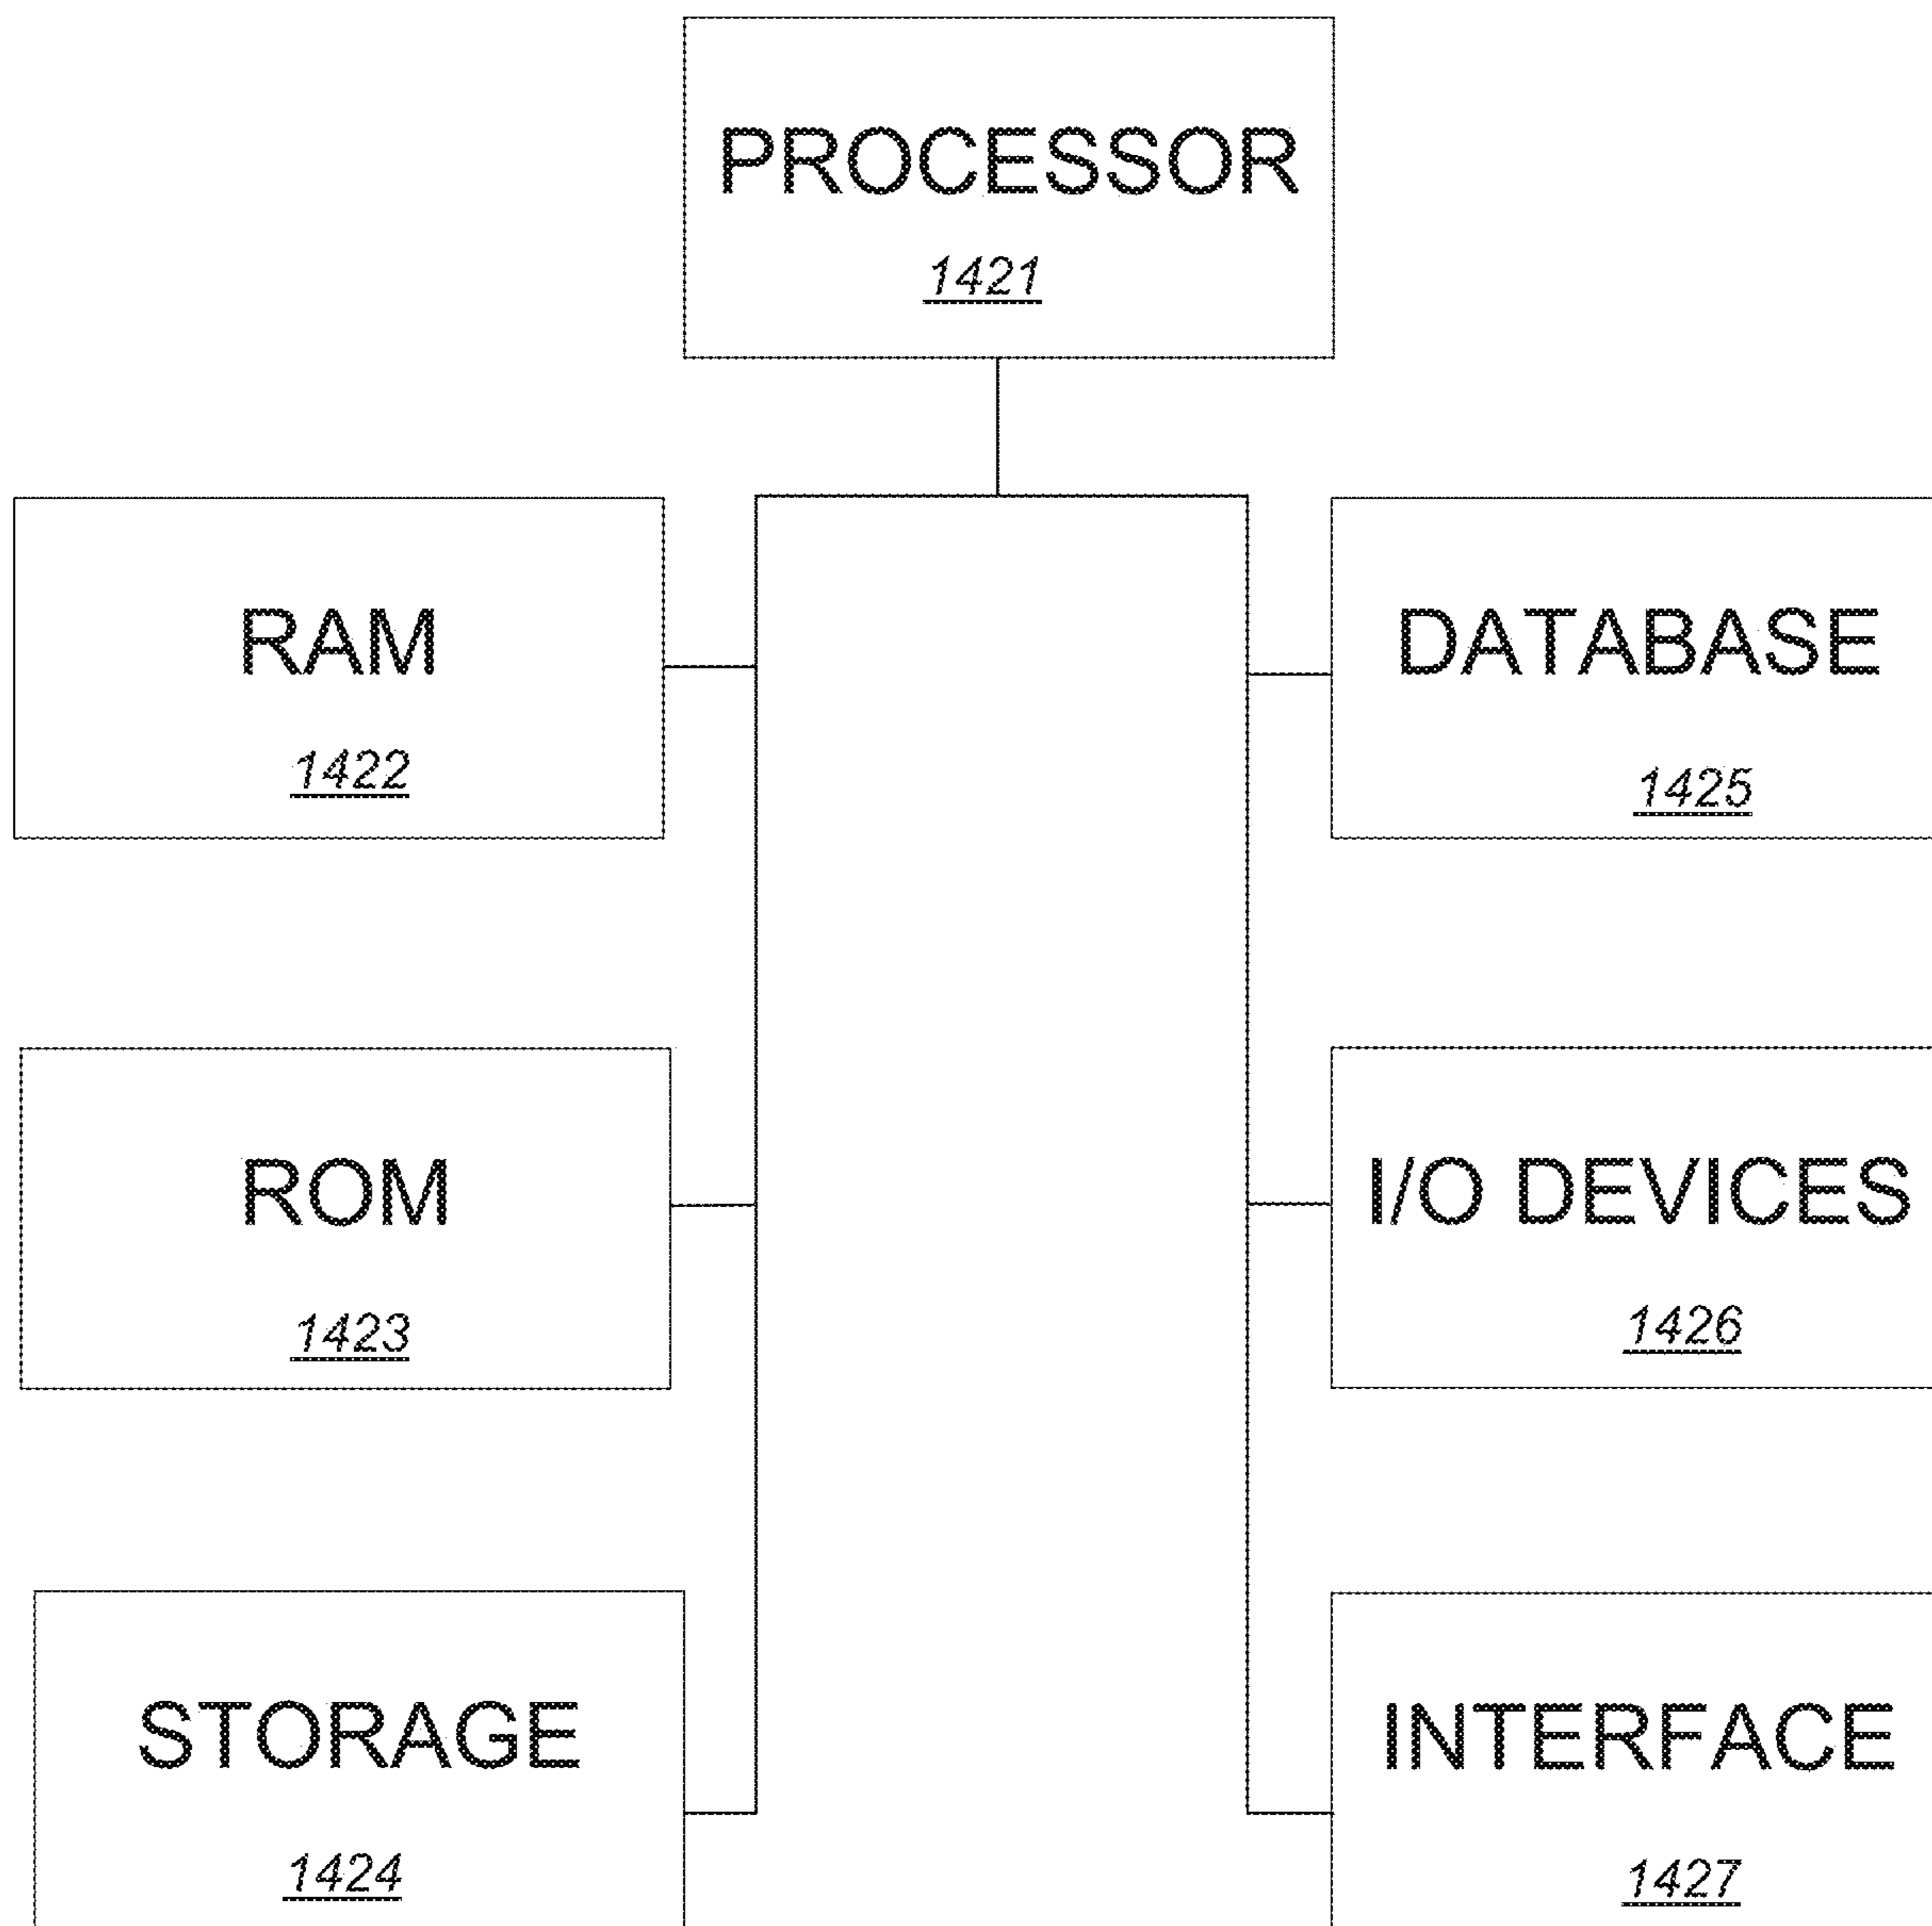 PROCESSOR
1421
RAM
1422
DATABASE
1425
ROM
1423
I/O DEVICES
1426
STORAGE
1424
INTERFACE
1427